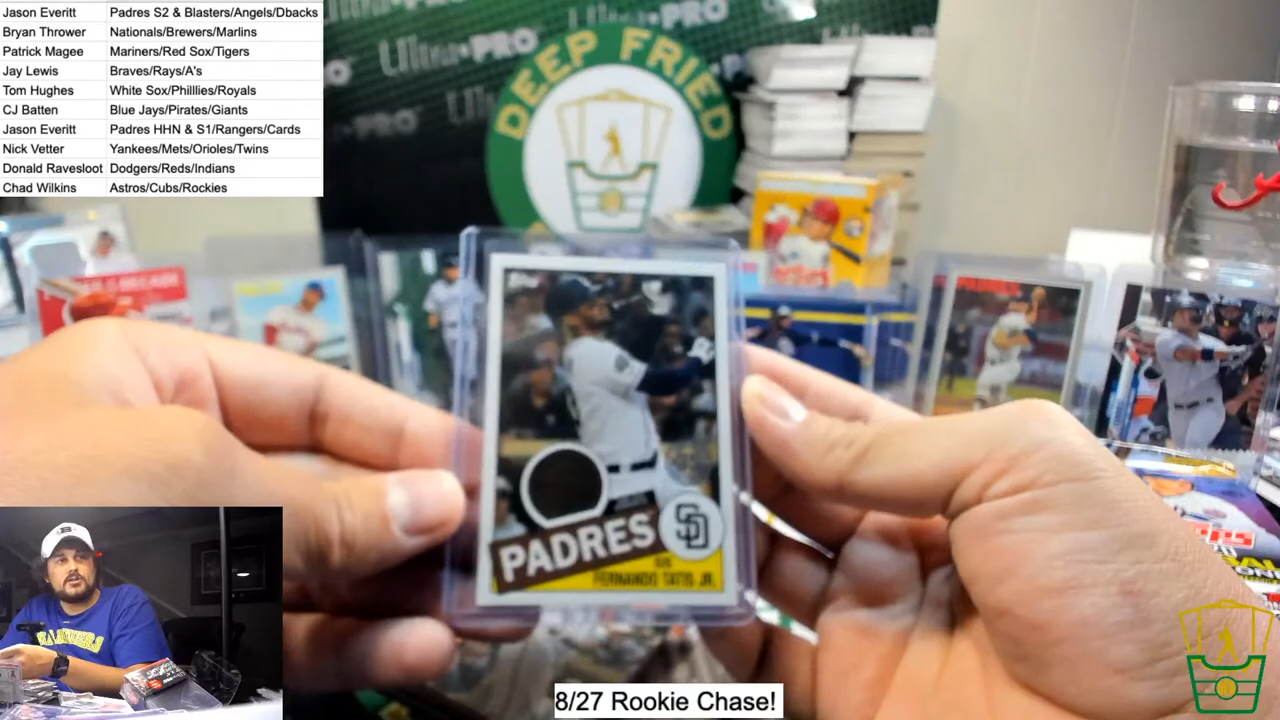 Jason Everitt Padres S2 & Blasters/Angels/Dbacks
Bryan Thrower Nationals/Brewers/Marlins
Patrick Magee Mariners/Red Sox/Tigers
Jay Lewis Braves/Rays/A's
Tom Hughes White Sox/Philllies/Royals
CJ Batten Blue Jays/Pirates/Giants
Jason Everitt Padres HHN & S1/Rangers/Cards
Nick Vetter Yankees/Mets/Orioles/Twins
Donald Ravesloot Dodgers/Reds/Indians
Chad Wilkins Astros/Cubs/Rockies
Ultra•PRO
DEEP FRIED
Topps
PADRES
SD
FERNANDO TATIS JR.
8/27 Rookie Chase!